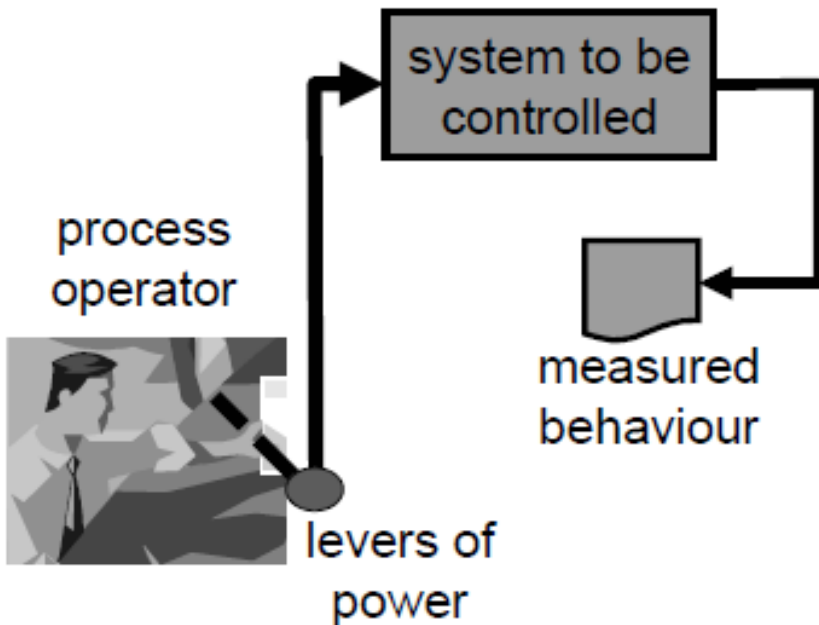 system to be
controlled
process
operator
measured
behaviour
levers of
power